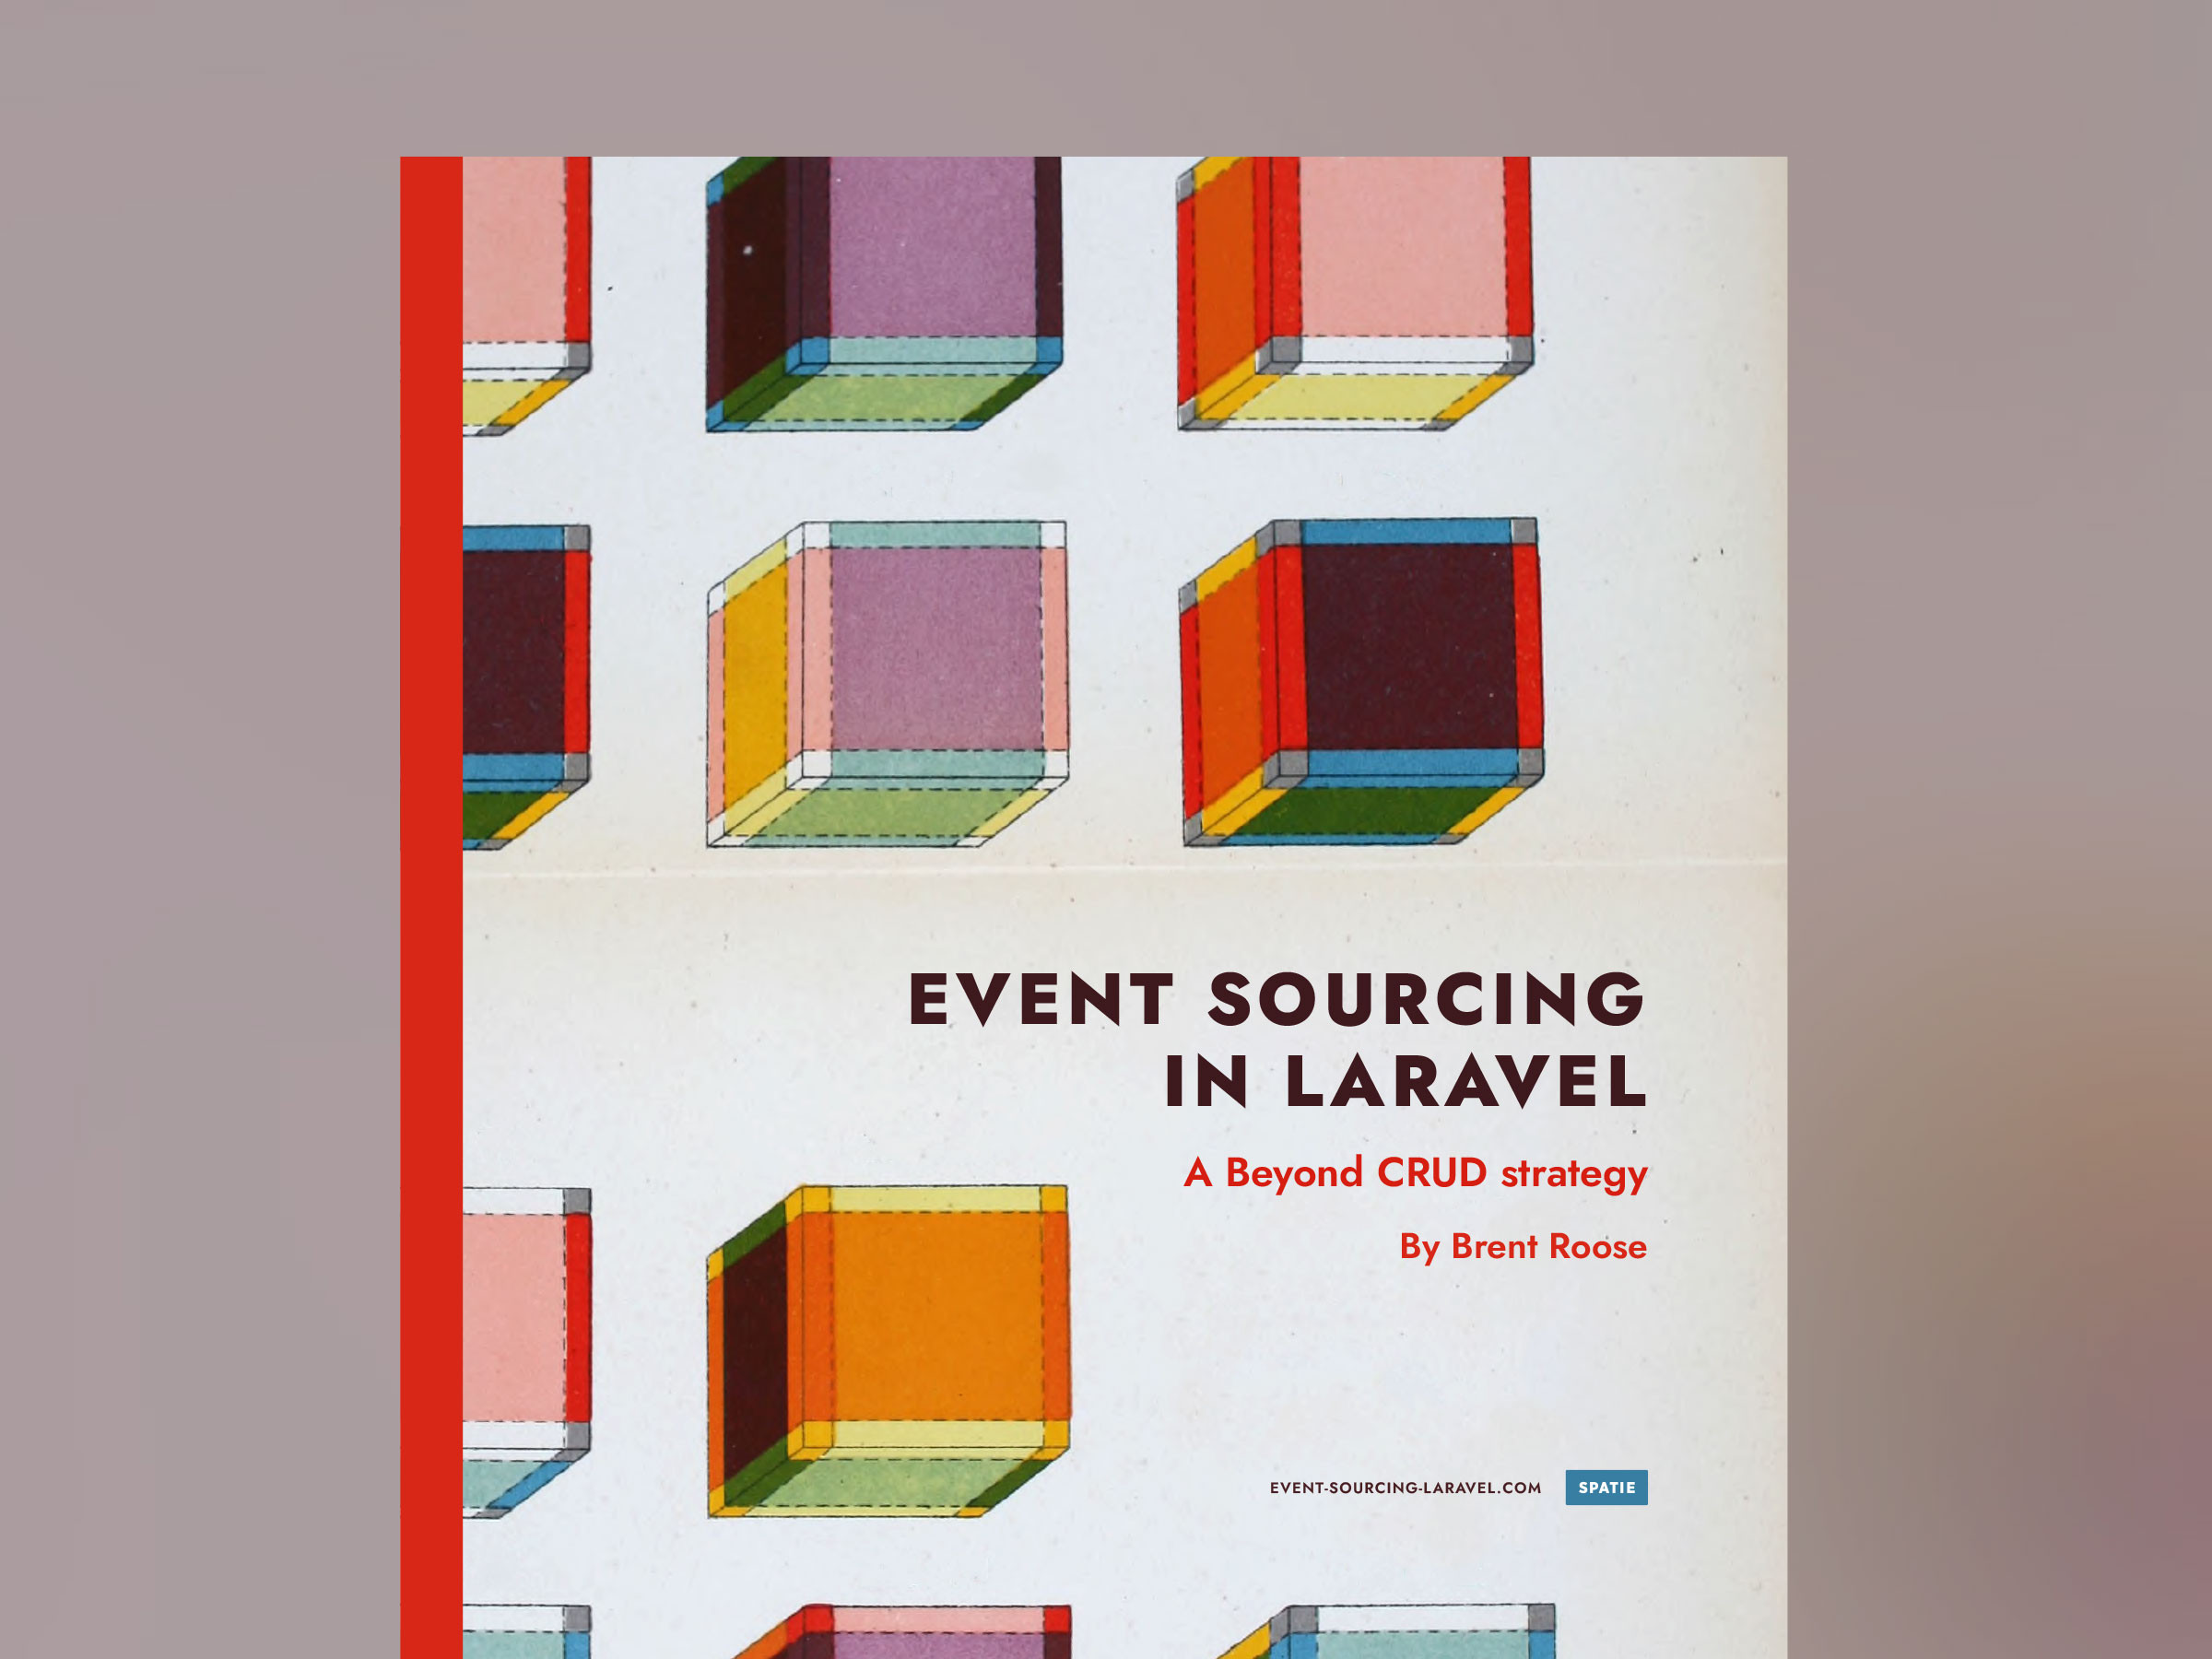 EVENT SOURCING
IN LARAVEL
A Beyond CRUD strategy
By Brent Roose
EVENT-SOURCING-LARAVEL.COM SPATIE